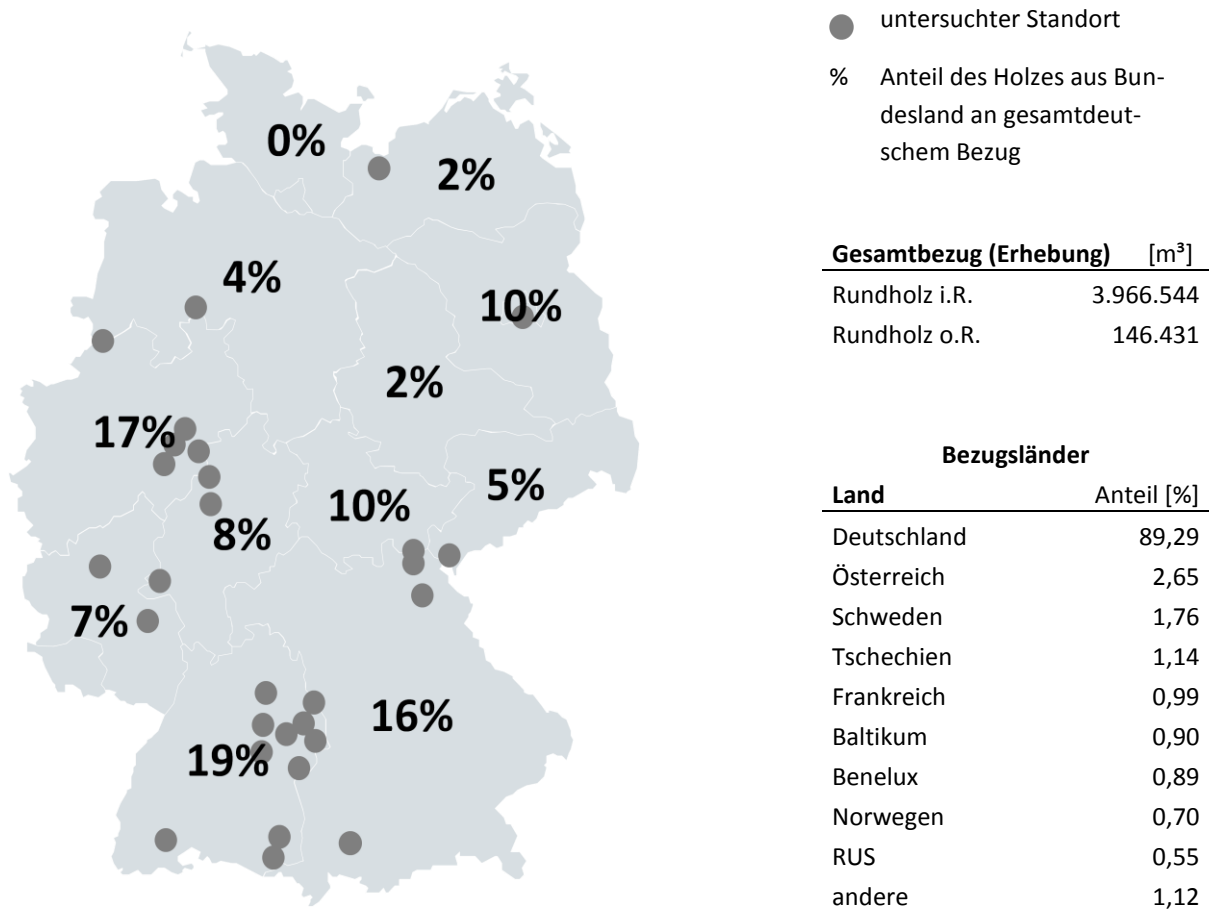 0%
2%
4%
10%
2%
17%
5%
10%
8%
7%
16%
19%
untersuchter Standort
% Anteil des Holzes aus Bun-
desland an gesamtdeut-
schem Bezug
Gesamtbezug (Erhebung) [m³]
Rundholz i.R. 3.966.544
Rundholz o.R. 146.431
Bezugsländer
Land Anteil [%]
Deutschland 89,29
Österreich 2,65
Schweden 1,76
Tschechien 1,14
Frankreich 0,99
Baltikum 0,90
Benelux 0,89
Norwegen 0,70
RUS 0,55
andere 1,12